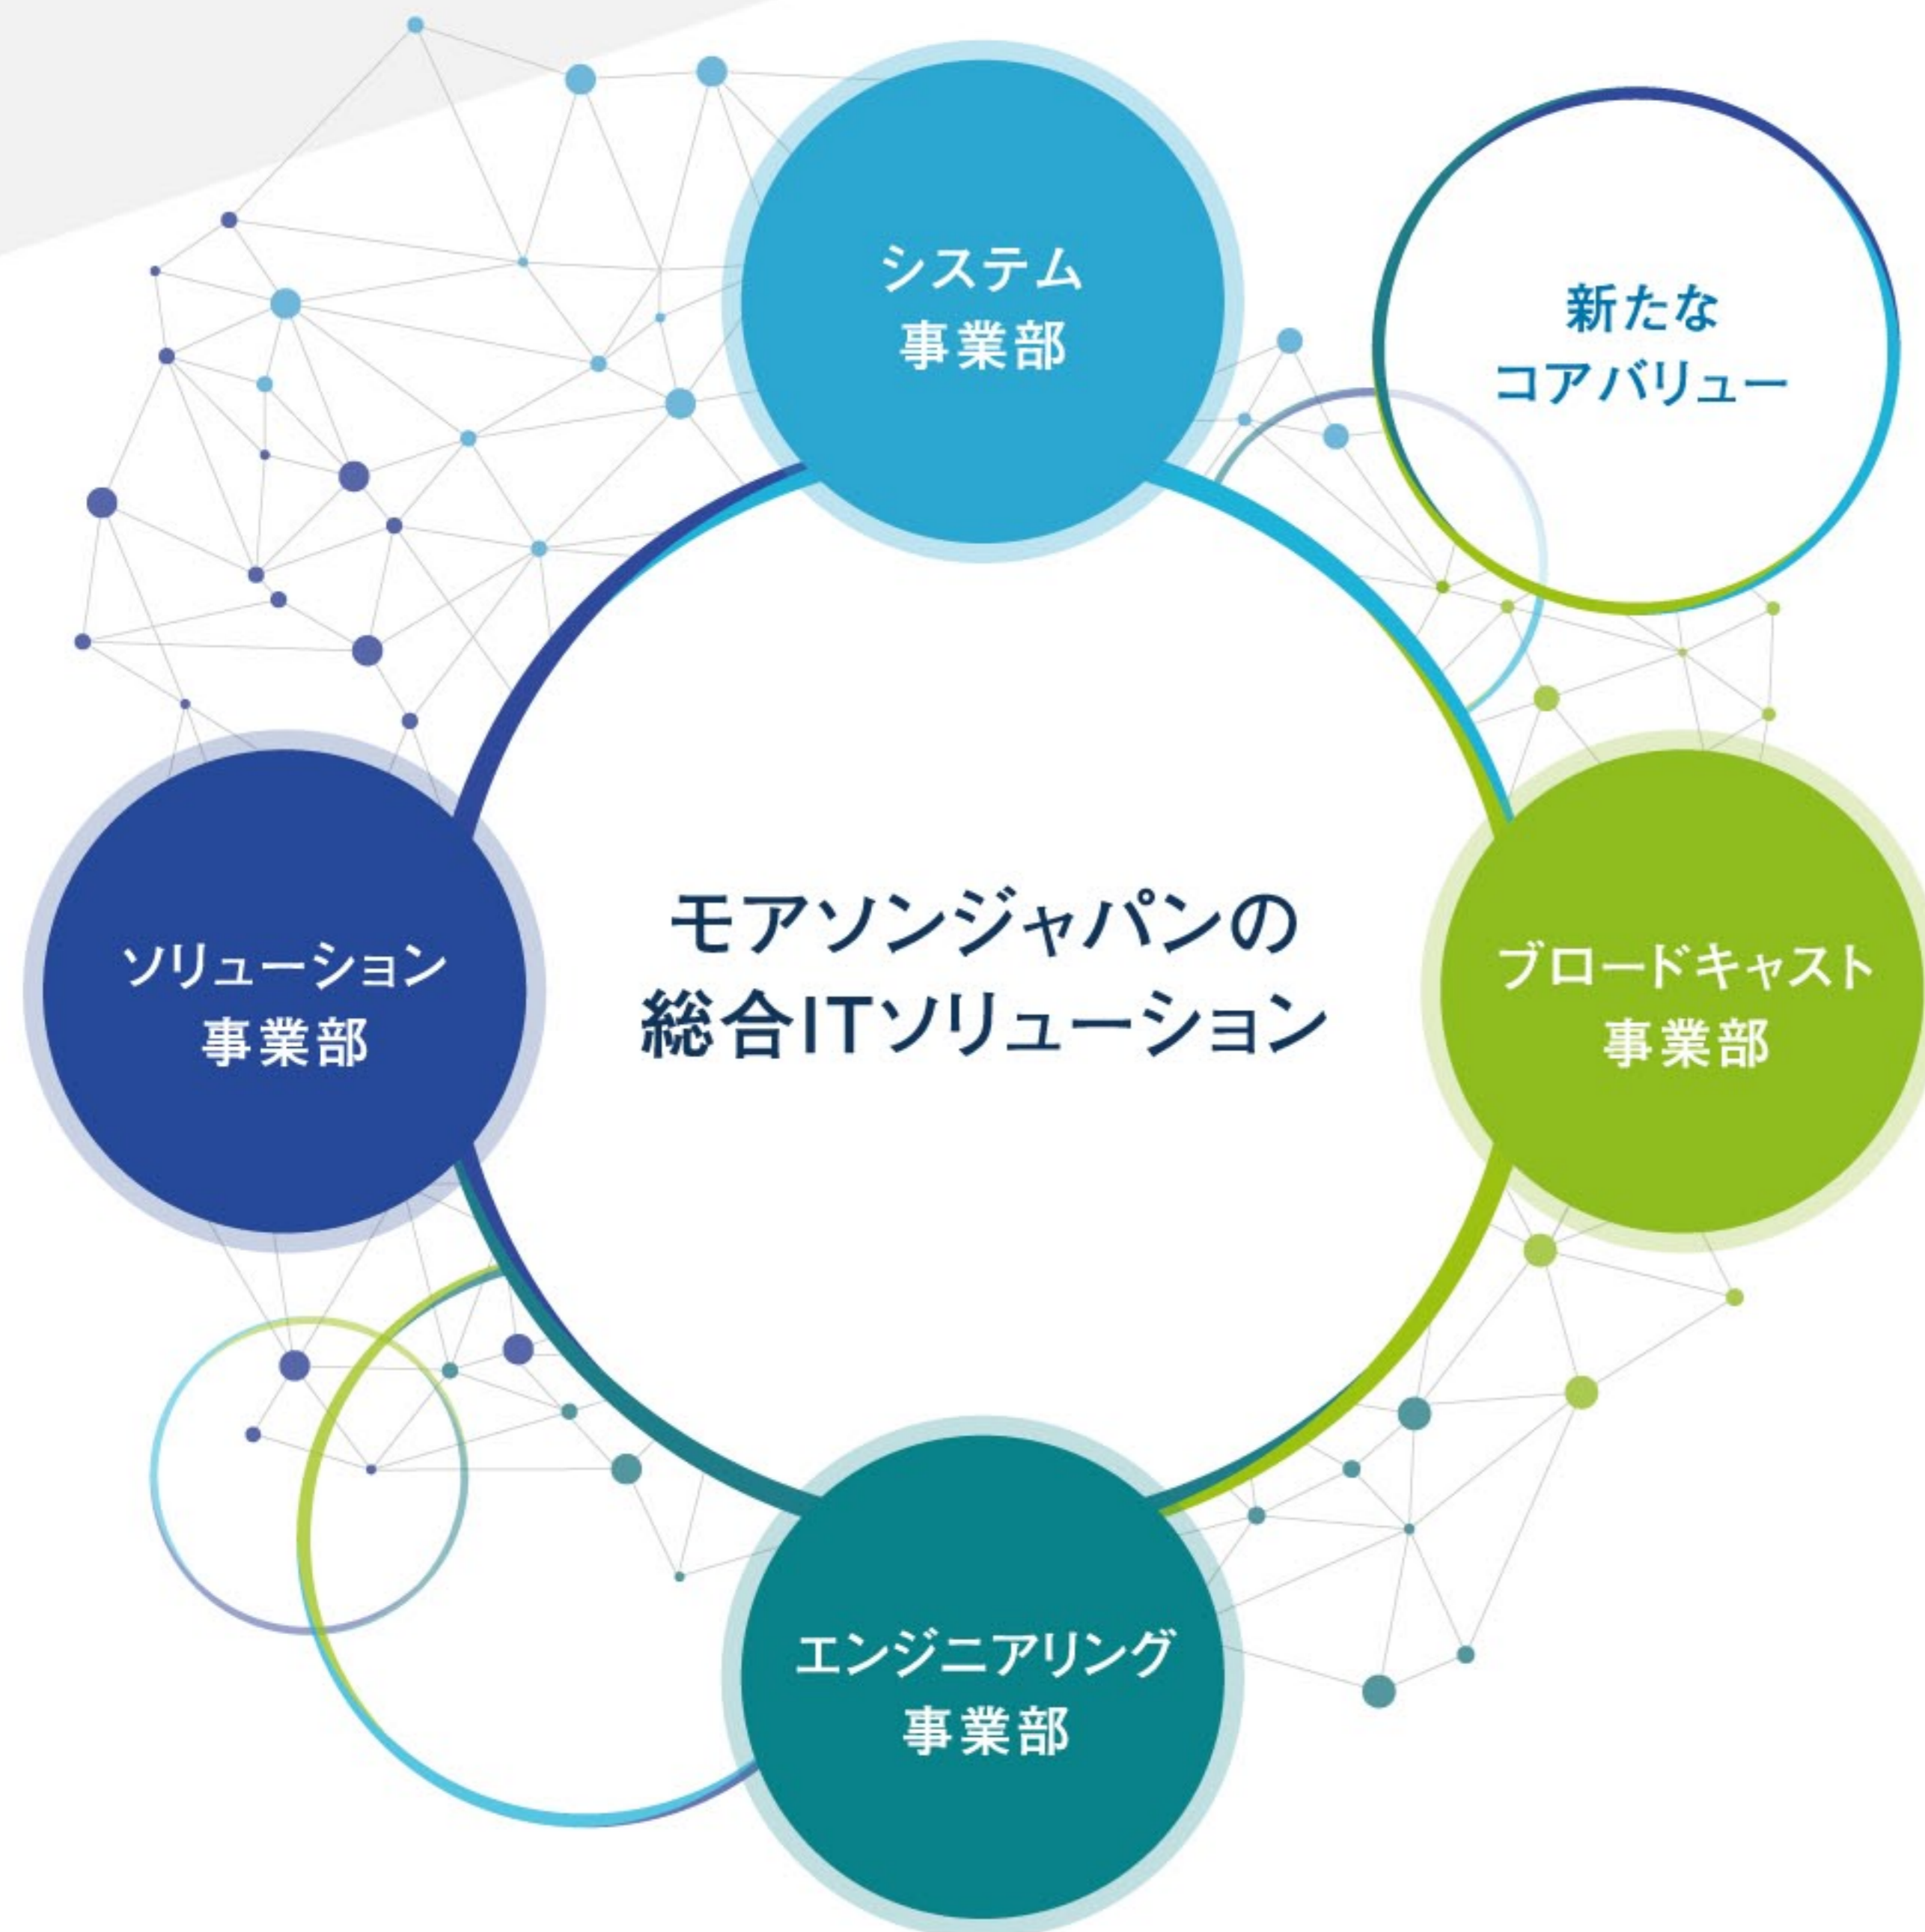 システム
事業部
新たな
コアバリュー
モアソンジャパンの
総合ITソリューション
ソリューション
事業部
ブロードキャスト
事業部
エンジニアリング
事業部